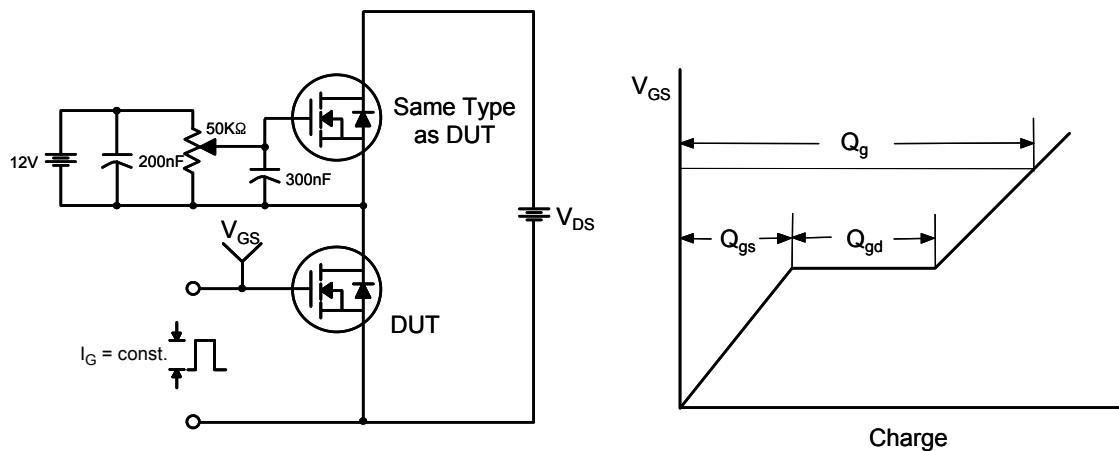 12V
200nF
50KΩ
300nF
Same Type
as DUT
V_DS
V_GS
DUT
I_G = const.
V_GS
Q_g
Q_gs
Q_gd
Charge